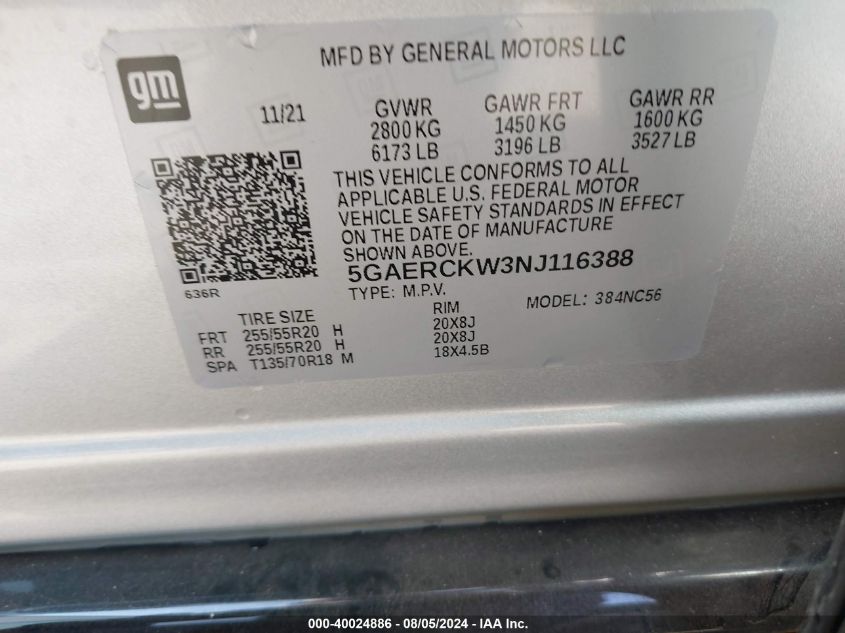 MFD BY GENERAL MOTORS LLC
gm
11/21
GVWR GAWR FRT GAWR RR
2800 KG 1450 KG 1600 KG
6173 LB 3196 LB 3527 LB
THIS VEHICLE CONFORMS TO ALL
APPLICABLE U.S. FEDERAL MOTOR
VEHICLE SAFETY STANDARDS IN EFFECT
ON THE DATE OF MANUFACTURE
SHOWN ABOVE.
5GAERCKW3NJ116388
636R
TYPE: M.P.V. MODEL: 384NC56
TIRE SIZE RIM
FRT 255/55R20 H 20X8J
RR 255/55R20 H 20X8J
SPA T135/70R18 M 18X4.5B
000-40024886 - 08/05/2024 - IAA Inc.